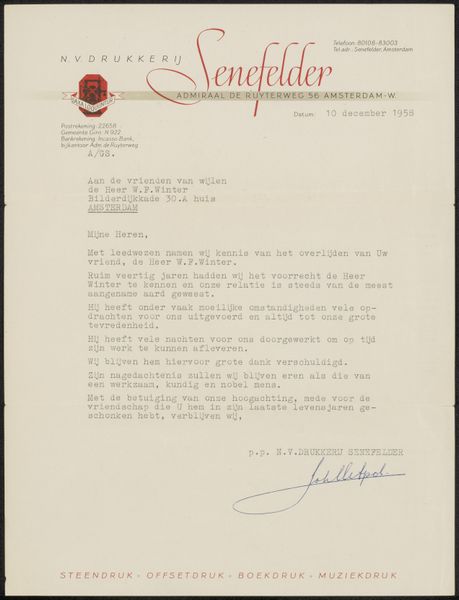 N.V. DRUKKERIJ
Senefelder
Telefoon: 80106-83003
Tel.adr.: Senefelder, Amsterdam
ADMIRAAL DE RUYTERWEG 56 AMSTERDAM-W.
Datum: 10 december 1958
Postrekening: 22658
Gemeente Giro: N 922
Bankrekening: Incasso-Bank,
bijkantoor Adm. de Ruyterweg
A/GS.
Aan de vrienden van wijlen
de Heer W.F.Winter
Bilderdijkkade 30.A huis
AMSTERDAM
Mijne Heren,
Met leedwezen namen wij kennis van het overlijden van Uw
vriend, de Heer W.F.Winter.
Ruim veertig jaren hadden wij het voorrecht de Heer
Winter te kennen en onze relatie is steeds van de meest
aangename aard geweest.
Hij heeft onder vaak moeilijke omstandigheden vele op-
drachten voor ons uitgevoerd en altijd tot onze grote
tevredenheid.
Hij heeft vele nachten voor ons doorgewerkt om op tijd
zijn werk te kunnen afleveren.
Wij blijven hem hiervoor grote dank verschuldigd.
Zijn nagedachtenis zullen wij blijven eren als die van
een werkzaam, kundig en nobel mens.
Met de betuiging van onze hoogachting, mede voor de
vriendschap die U hem in zijn laatste levensjaren ge-
schonken hebt, verblijven wij,
p.p. N.V.DRUKKERIJ SENEFELDER
STEENDRUK - OFFSETDRUK - BOEKDRUK - MUZIEKDRUK